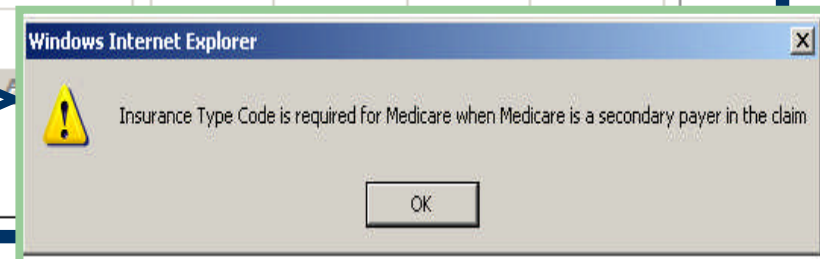 Windows Internet Explorer
Insurance Type Code is required for Medicare when Medicare is a secondary payer in the claim
OK